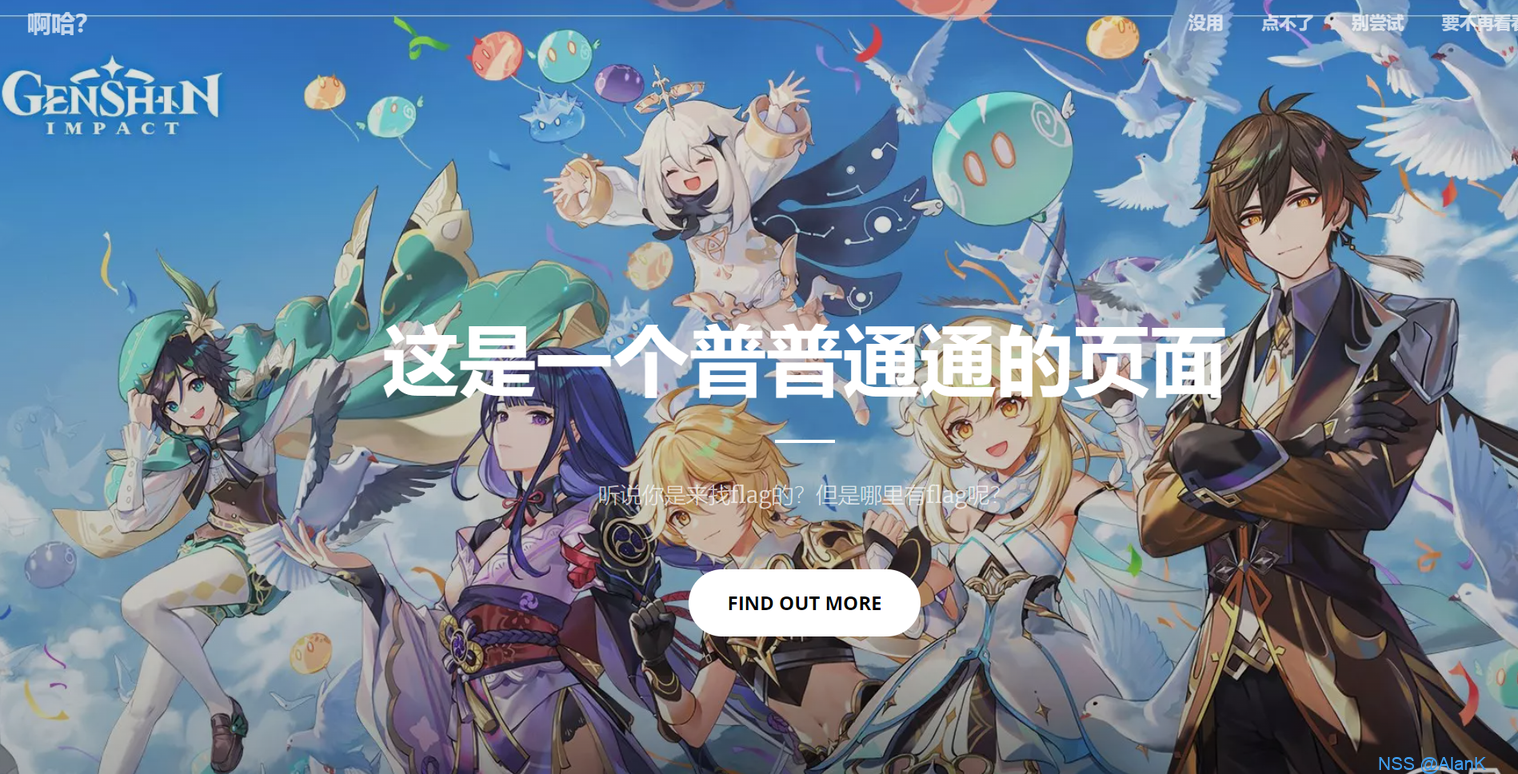 啊哈?
没用 点不了 别尝试 要不再看看
GENSHIN
IMPACT
这是一个普普通通的页面
听说你是来找flag的？但是哪里有flag呢?
FIND OUT MORE
NSS @AlanK